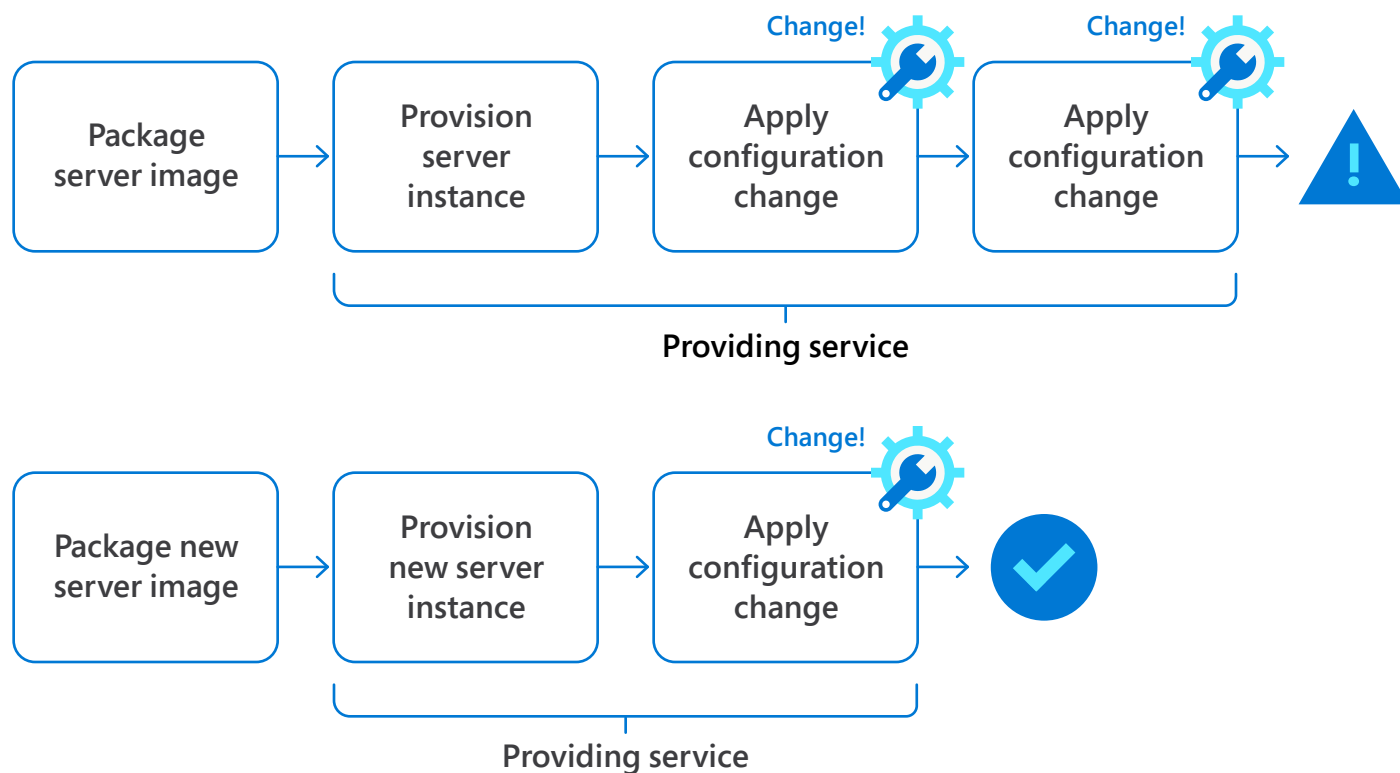 Change!
Change!
Package
server image
Provision
server
instance
Apply
configuration
change
Apply
configuration
change
!
Providing service
Change!
Package new
server image
Provision
new server
instance
Apply
configuration
change
Providing service